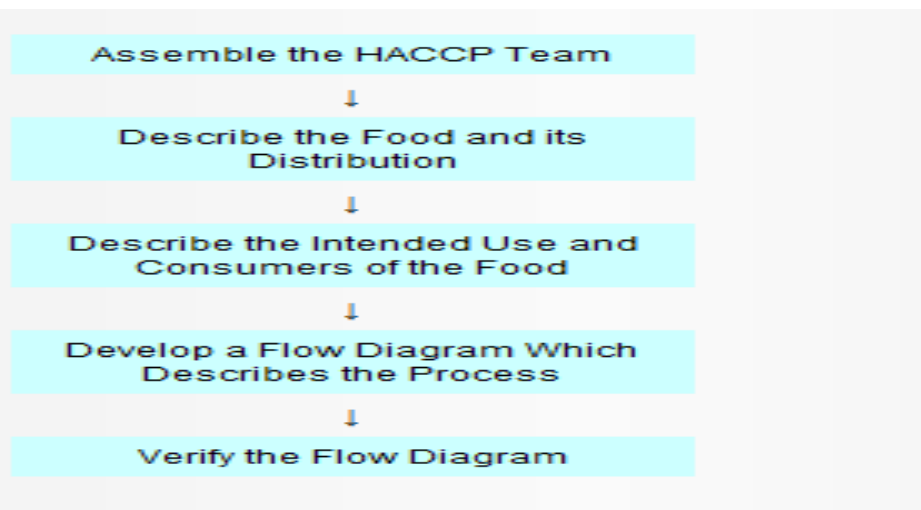 Assemble the HACCP Team
⇓
Describe the Food and its
Distribution
⇓
Describe the Intended Use and
Consumers of the Food
⇓
Develop a Flow Diagram Which
Describes the Process
⇓
Verify the Flow Diagram